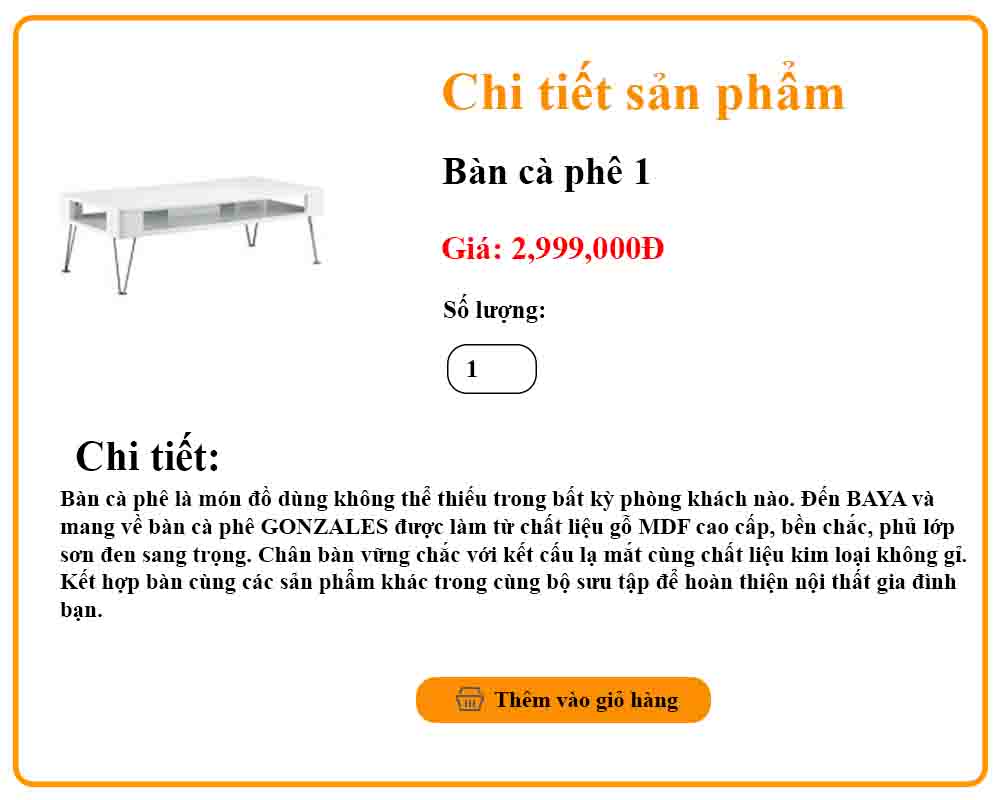 Chi tiết sản phẩm
Bàn cà phê 1
Giá: 2,999,000Đ
Số lượng:
1
Chi tiết:
Bàn cà phê là món đồ dùng không thể thiếu trong bất kỳ phòng khách nào. Đến BAYA và
mang về bàn cà phê GONZALES được làm từ chất liệu gỗ MDF cao cấp, bền chắc, phủ lớp
sơn đen sang trọng. Chân bàn vững chắc với kết cấu lạ mắt cùng chất liệu kim loại không gỉ.
Kết hợp bàn cùng các sản phẩm khác trong cùng bộ sưu tập để hoàn thiện nội thất gia đình
bạn.
Thêm vào giỏ hàng